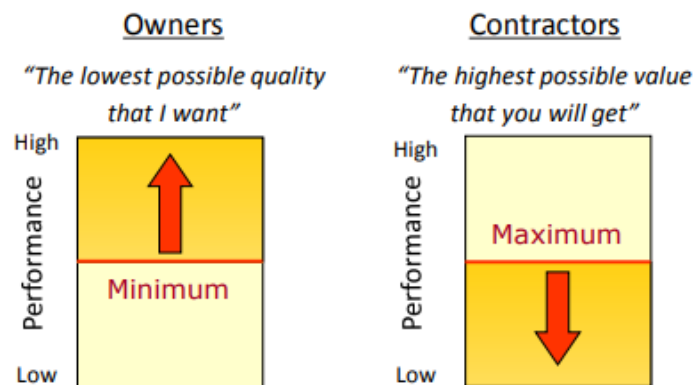 Owners
"The lowest possible quality
that I want"
High
Performance
Minimum
Low
Contractors
"The highest possible value
that you will get"
High
Performance
Maximum
Low